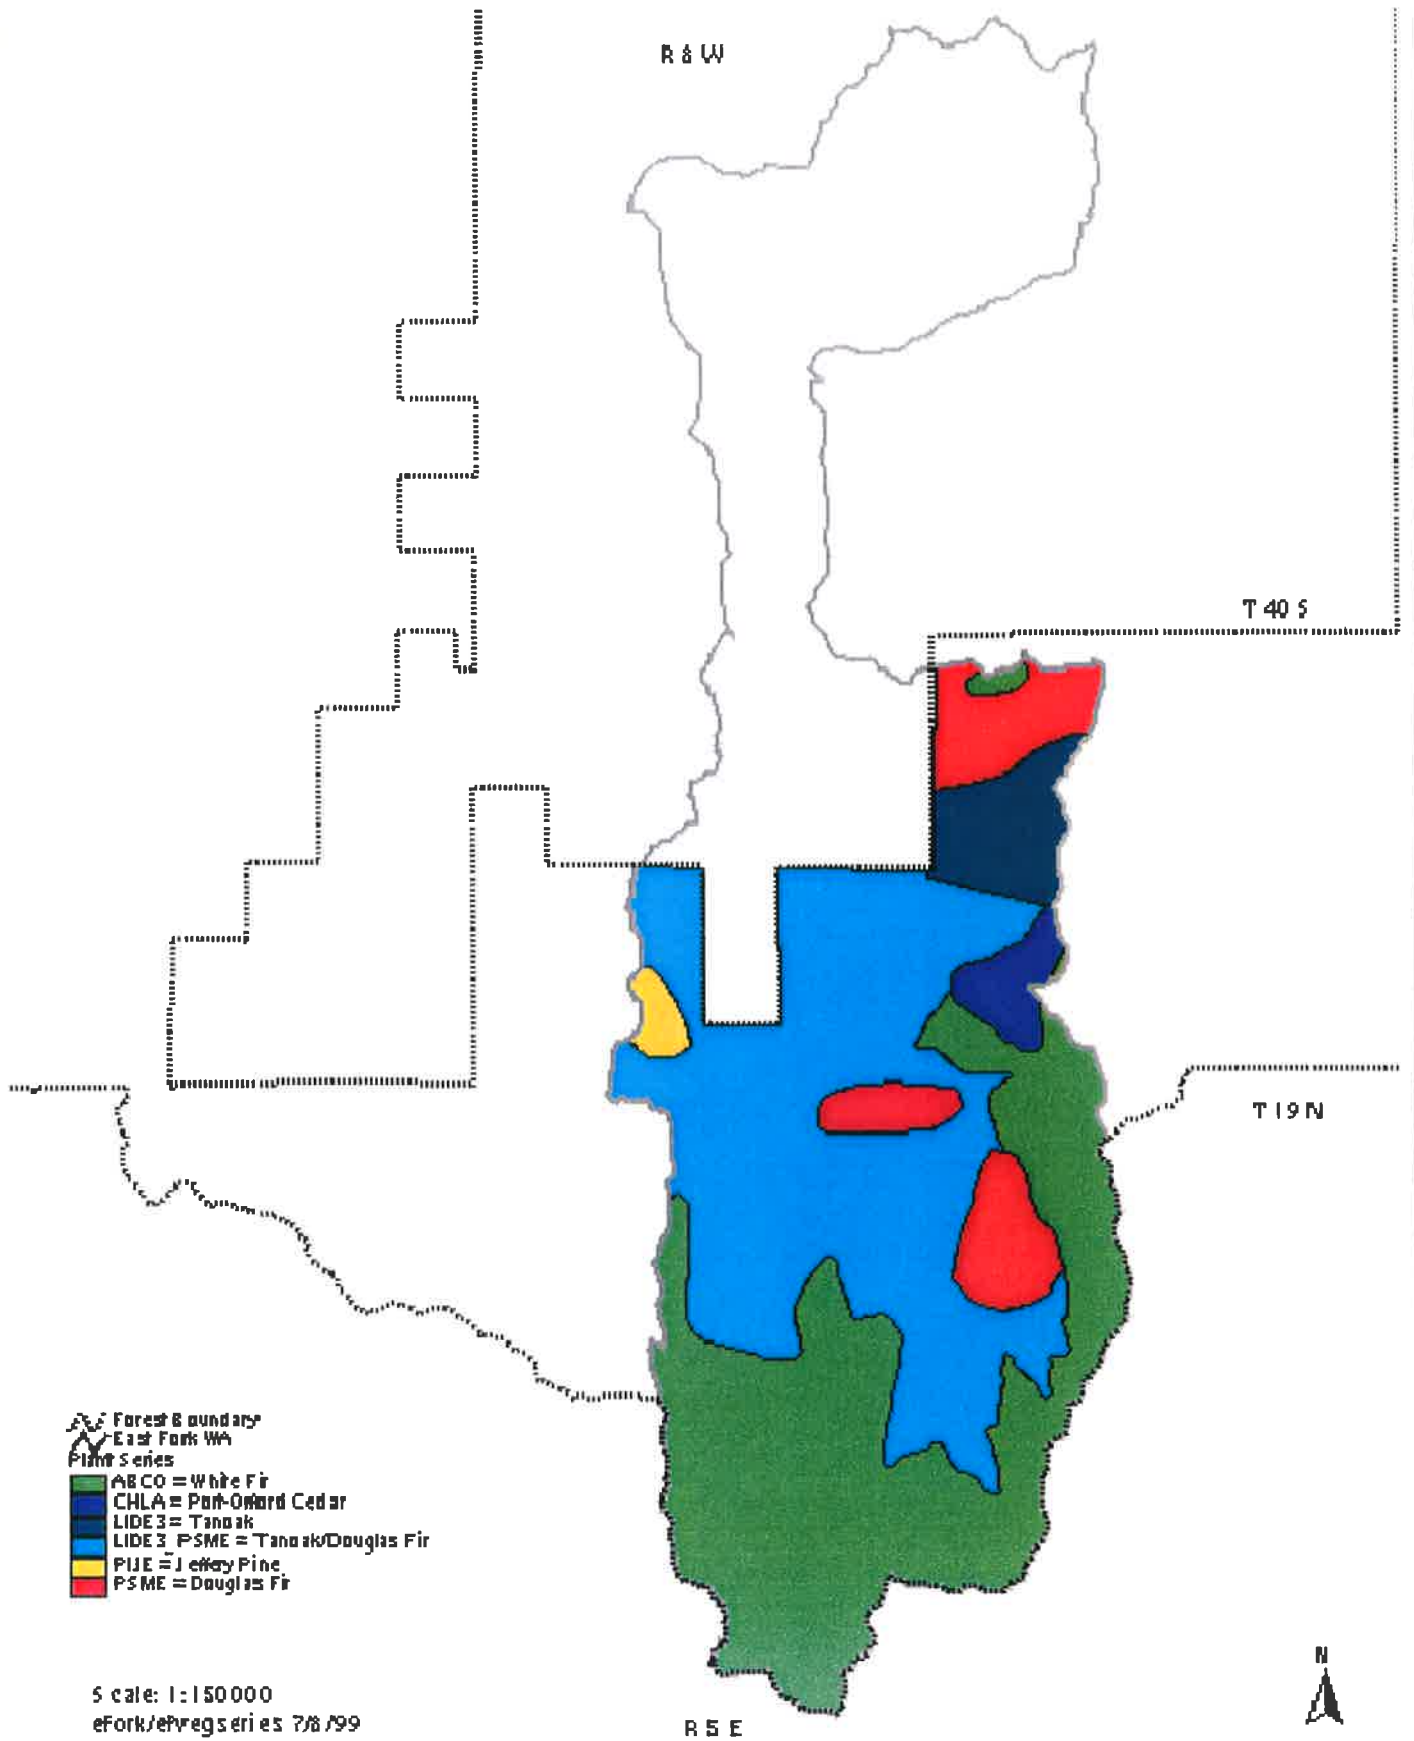 R 8 W
T 40 S
T 19 N
Forest Boundary
East Fork WA
Plant Series
ABCO = White Fir
CHLA = Port-Orford Cedar
LIDE3 = Tanoak
LIDE3_PSME = Tanoak/Douglas Fir
PIJE = Jeffery Pine
PSME = Douglas Fir
Scale: 1:150000
efork/efvegseries 7/8/99
R 5 E
N